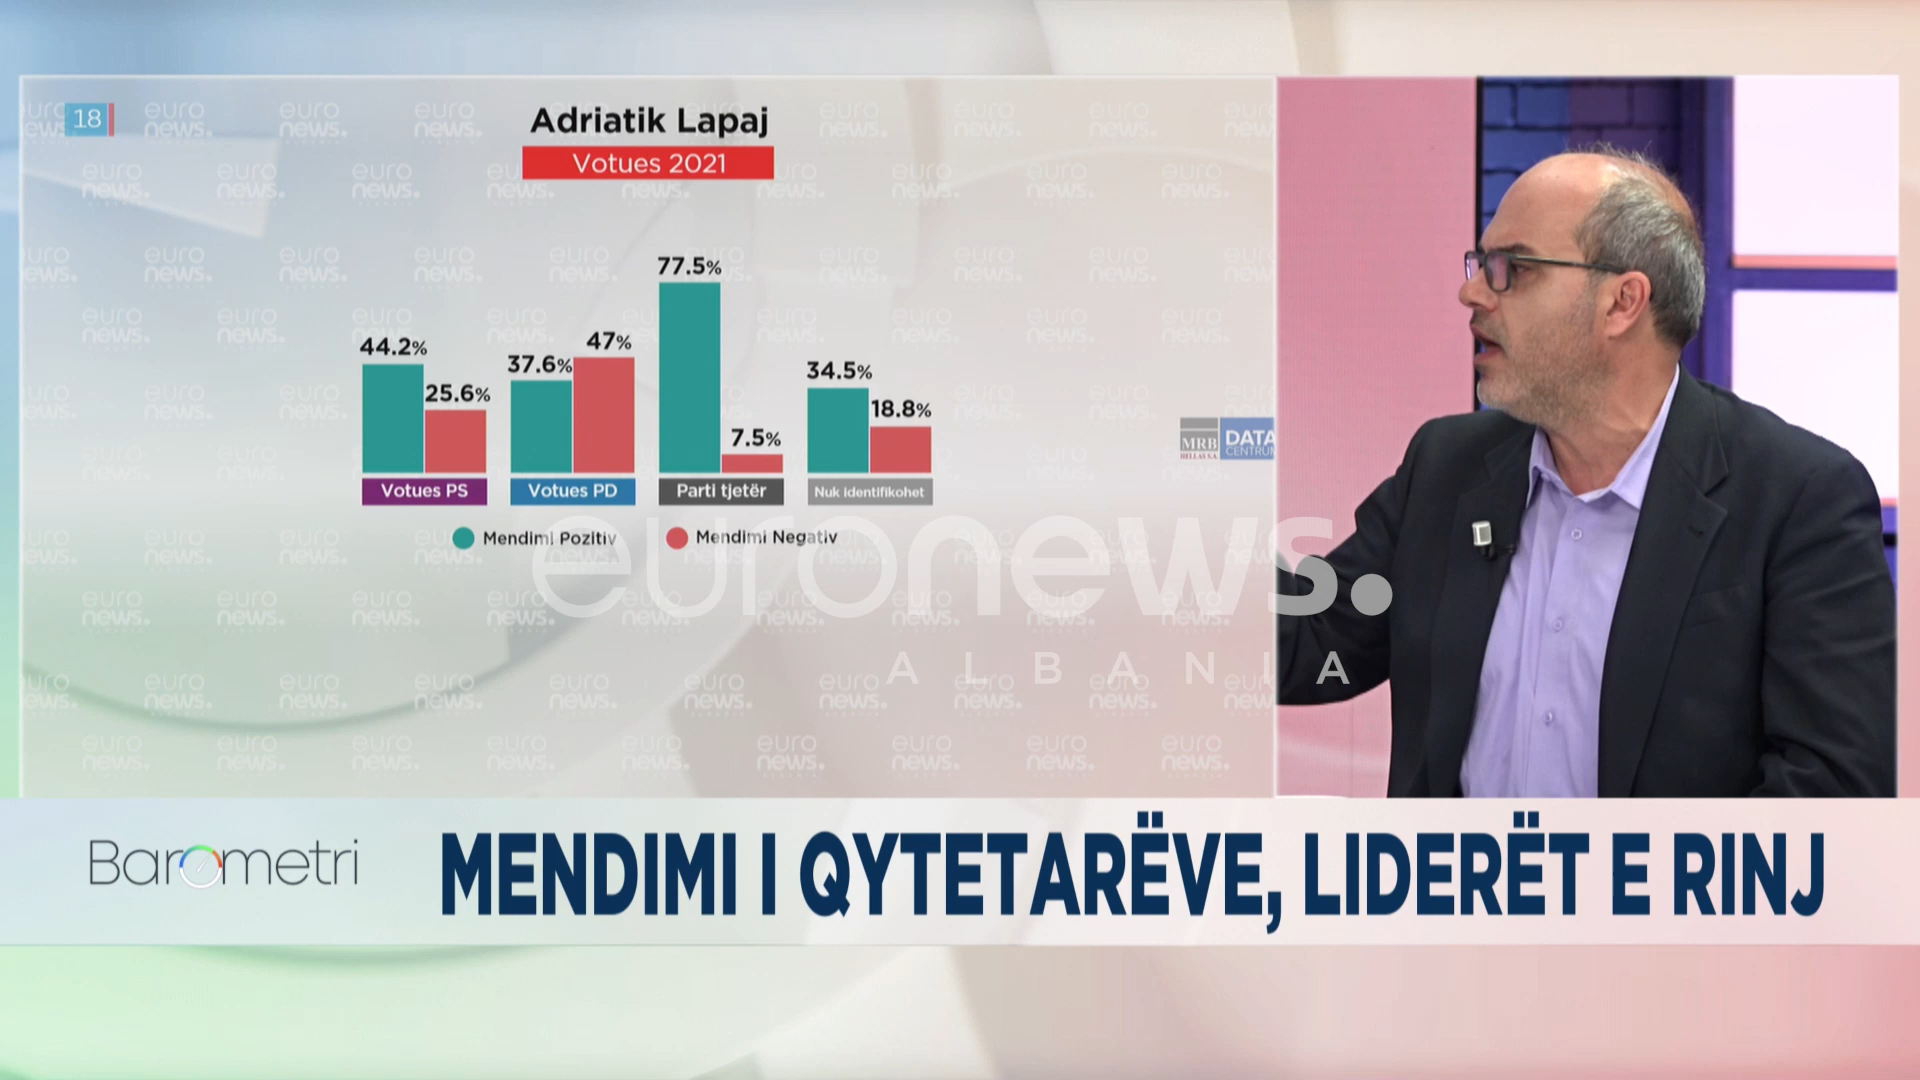 18
Adriatik Lapaj
Votues 2021
77.5%
47%
44.2%
37.6%
34.5%
25.6%
18.8%
7.5%
Votues PS
Votues PD
Parti tjetër
Nuk identifikohet
Mendimi Pozitiv
Mendimi Negativ
MRB
HELLAS S.A.
DATA
CENTRUM
euronews.
ALBANIA
Barometri
MENDIMI I QYTETARËVE, LIDERËT E RINJ